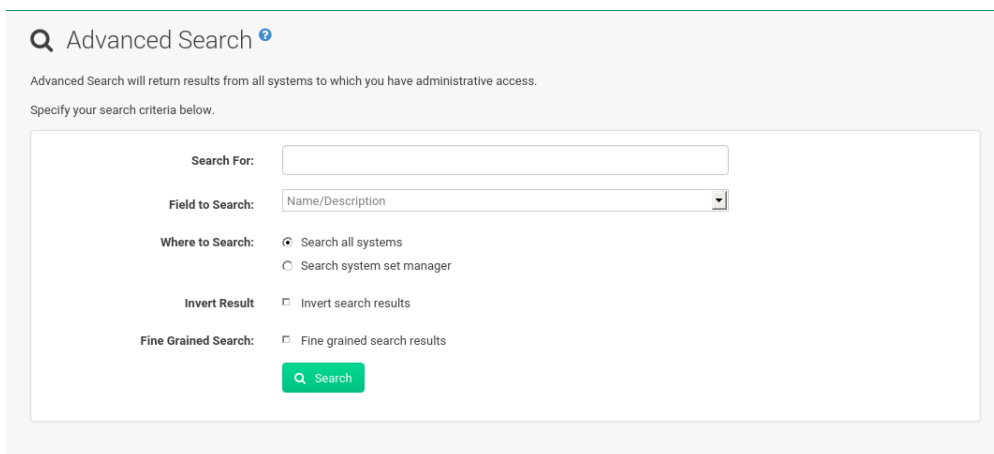 Advanced Search ?
Advanced Search will return results from all systems to which you have administrative access.
Specify your search criteria below.
Search For:
Field to Search: Name/Description
Where to Search: Search all systems
Search system set manager
Invert Result Invert search results
Fine Grained Search: Fine grained search results
Search